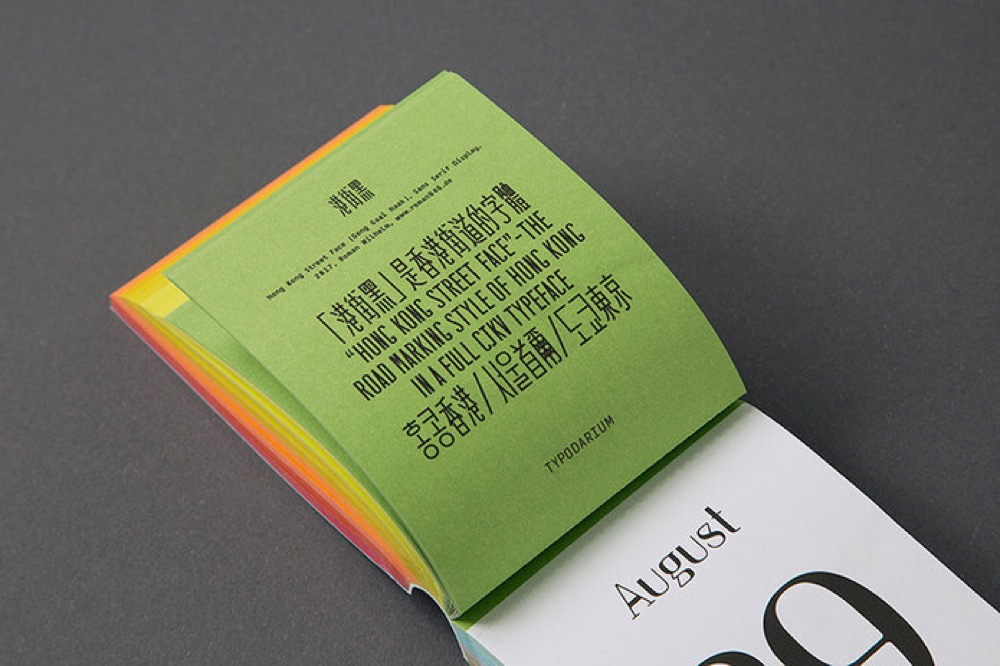 港街黑
Hong Kong Street Face (Gong Gaai Haak). Sans Serif Display.
2017. Roman Wilhelm, www.roman948.de
「港街黑」是香港街道的字體
“HONG KONG STREET FACE”–THE
ROAD MARKING STYLE OF HONG KONG
IN A FULL CJKV TYPEFACE
홍콩香港/서울首爾/도쿄東京
TYPODARIUM
August